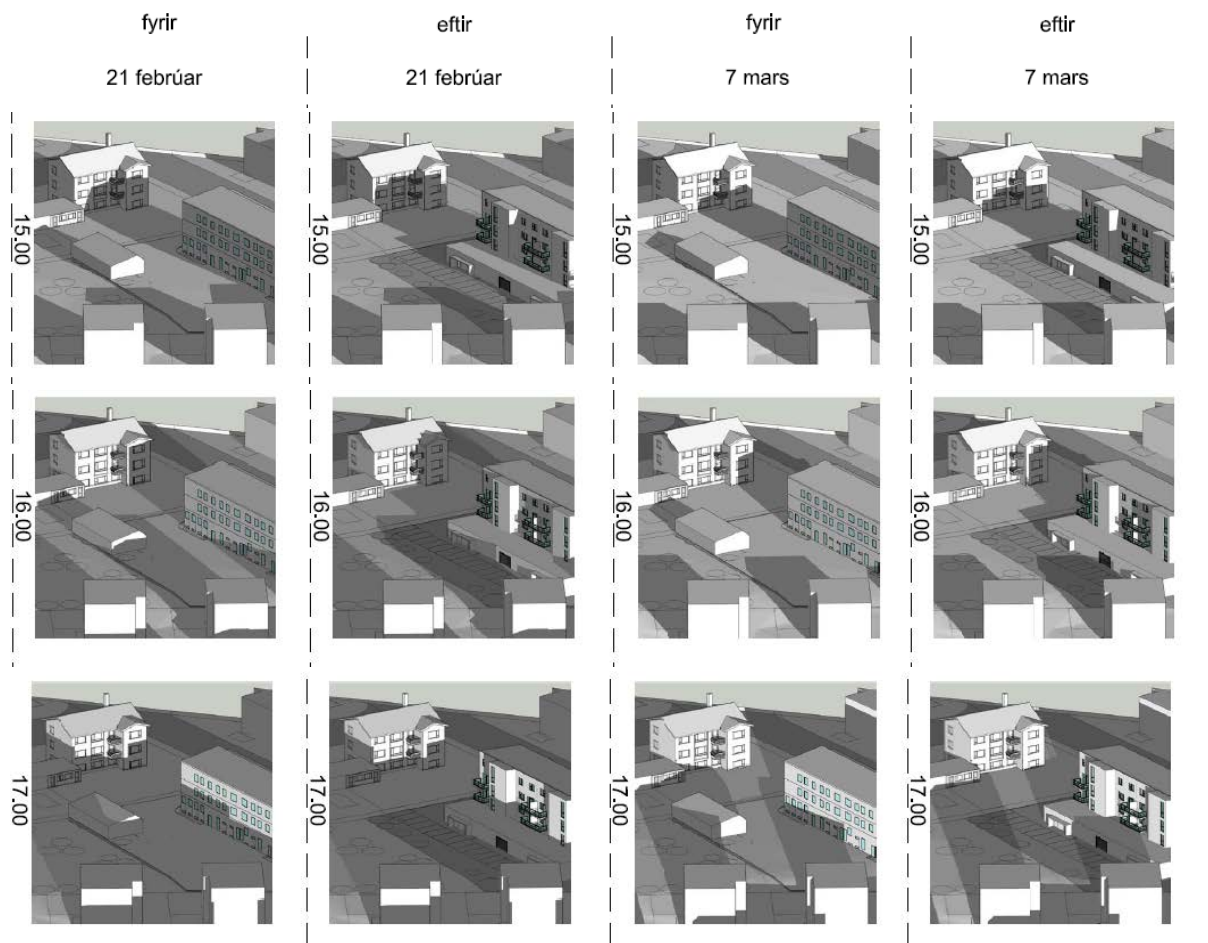 fyrir eftir fyrir eftir
21 febrúar 21 febrúar 7 mars 7 mars
15.00 15.00 15.00 15.00
16.00 16.00 16.00 16.00
17.00 17.00 17.00 17.00